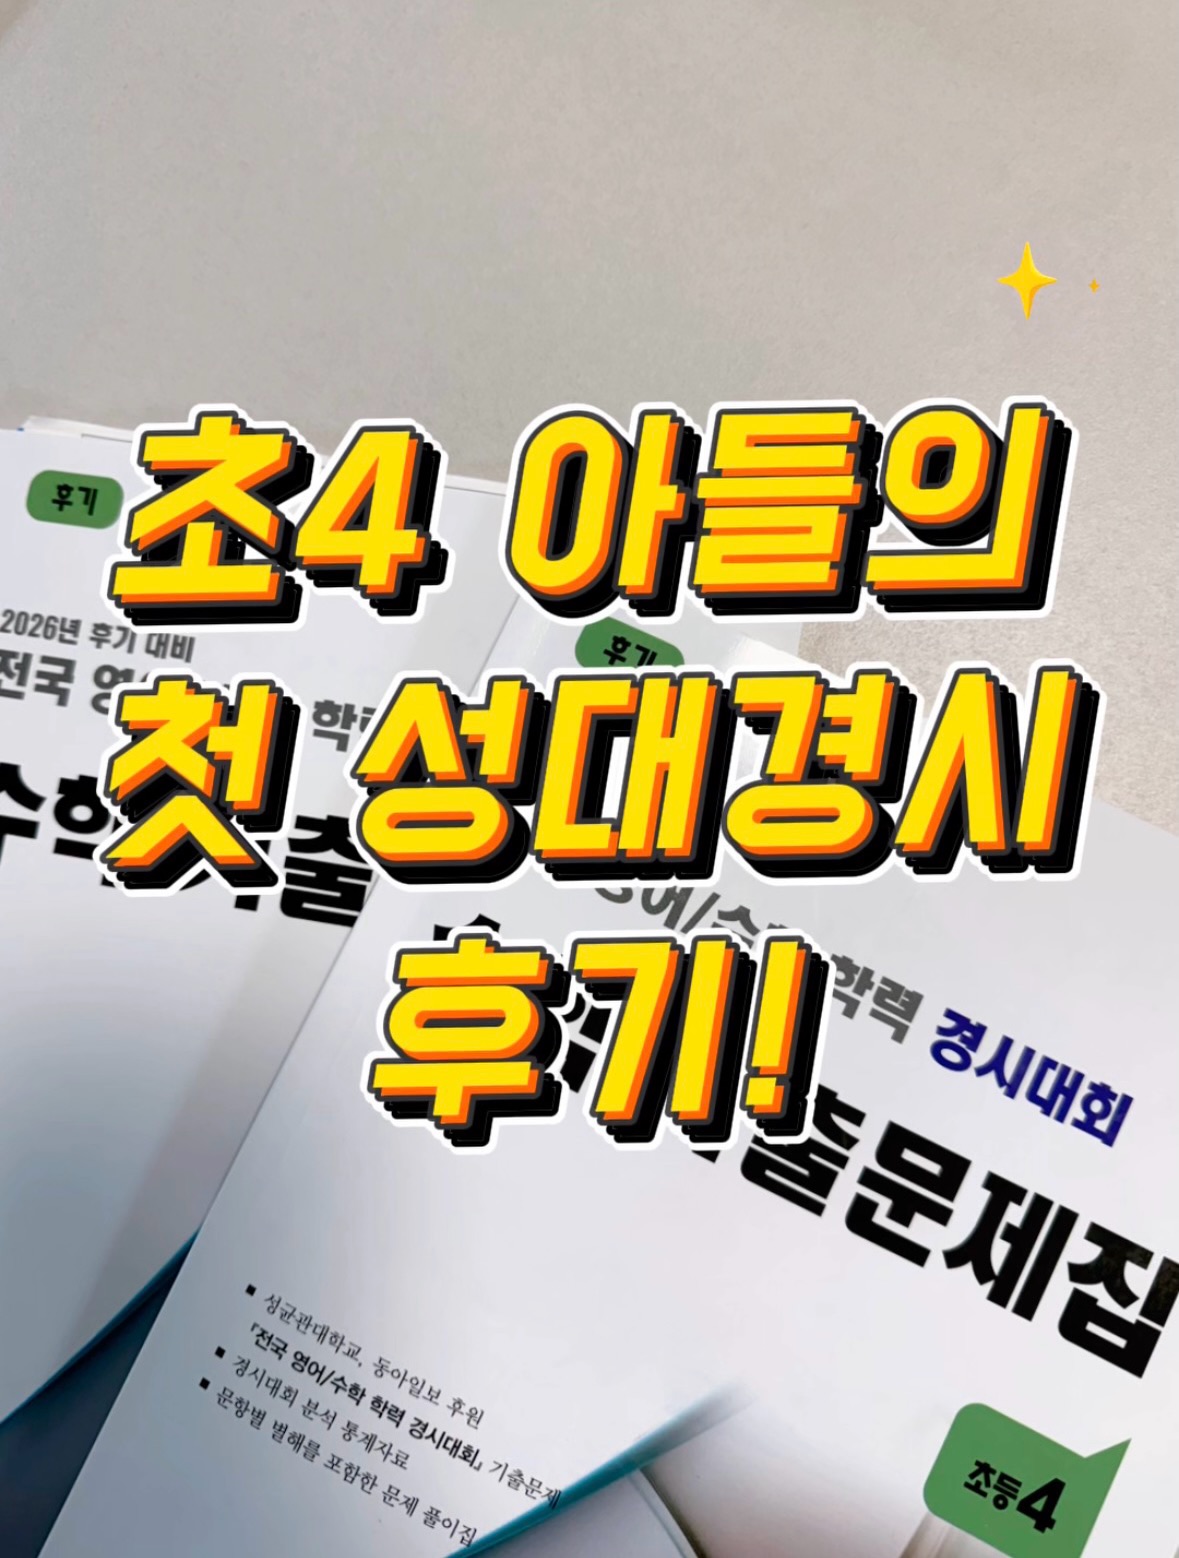 초4 아들의
첫 성대경시
후기!
후기
2026년 후기 대비
전국
후기
학력 경시대회
출문제집
■ 성균관대학교, 동아일보 후원
『전국 영어/수학 학력 경시대회』 기출문제
■ 경시대회 분석 통계자료
■ 문항별 별해를 포함한 문제 풀이집
초등4